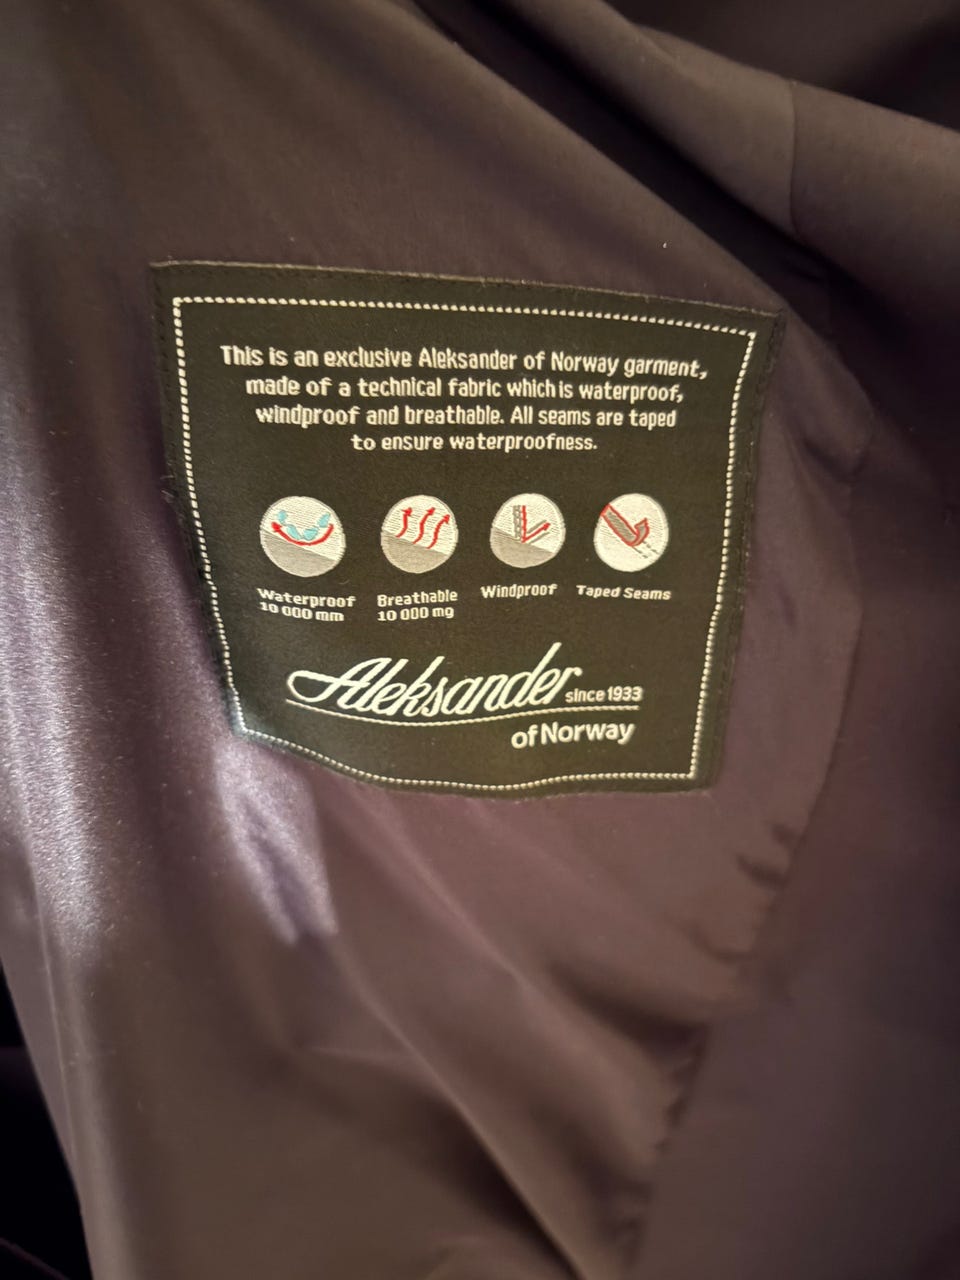 This is an exclusive Aleksander of Norway garment,
made of a technical fabric which is waterproof,
windproof and breathable. All seams are taped
to ensure waterproofness.
Waterproof
10 000 mm
Breathable
10 000 mg
Windproof
Taped Seams
Aleksander since 1933
of Norway